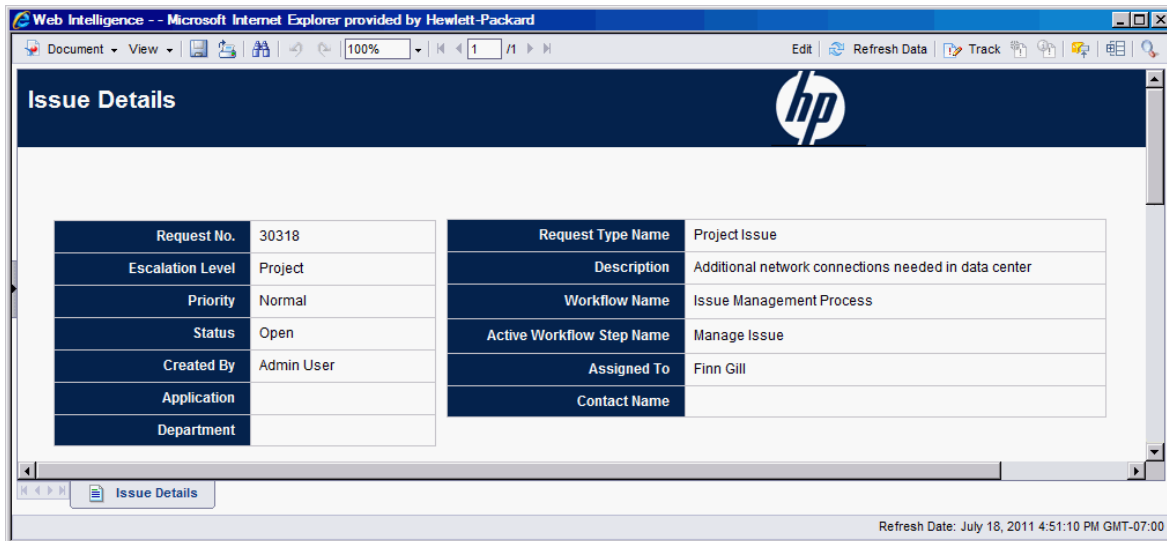 Web Intelligence - - Microsoft Internet Explorer provided by Hewlett-Packard
Document View 100% 1 /1 Edit Refresh Data Track
Issue Details
hp
Request No. 30318
Escalation Level Project
Priority Normal
Status Open
Created By Admin User
Application
Department
Request Type Name Project Issue
Description Additional network connections needed in data center
Workflow Name Issue Management Process
Active Workflow Step Name Manage Issue
Assigned To Finn Gill
Contact Name
Issue Details
Refresh Date: July 18, 2011 4:51:10 PM GMT-07:00